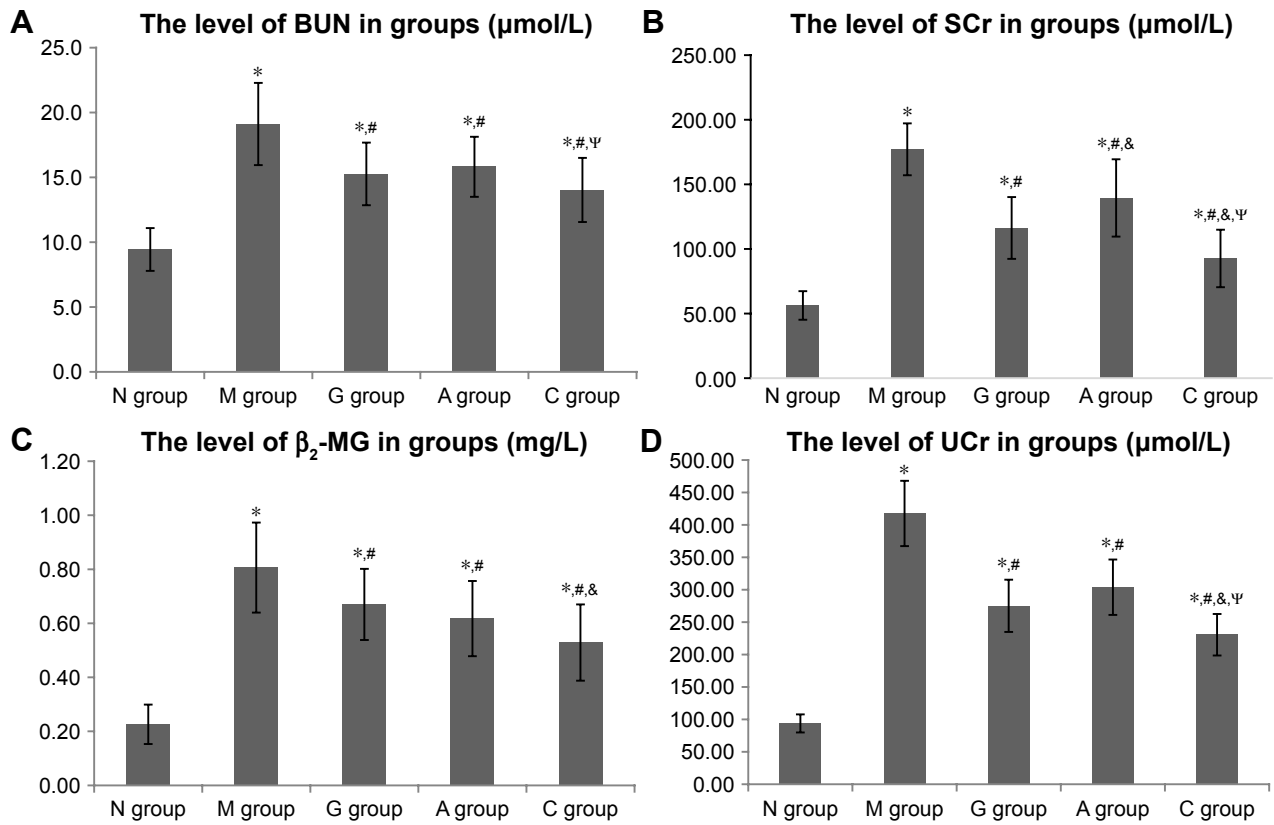 A
The level of BUN in groups (µmol/L)
25.0
20.0
15.0
10.0
5.0
0.0
*
*,#
*,#
*,#,Ψ
N group
M group
G group
A group
C group
B
The level of SCr in groups (µmol/L)
250.00
200.00
150.00
100.00
50.00
0.00
*
*,#
*,#,&
*,#,&,Ψ
N group
M group
G group
A group
C group
C
The level of β₂-MG in groups (mg/L)
1.20
1.00
0.80
0.60
0.40
0.20
0.00
*
*,#
*,#
*,#,&
N group
M group
G group
A group
C group
D
The level of UCr in groups (µmol/L)
500.00
450.00
400.00
350.00
300.00
250.00
200.00
150.00
100.00
50.00
0.00
*
*,#
*,#
*,#,&,Ψ
N group
M group
G group
A group
C group